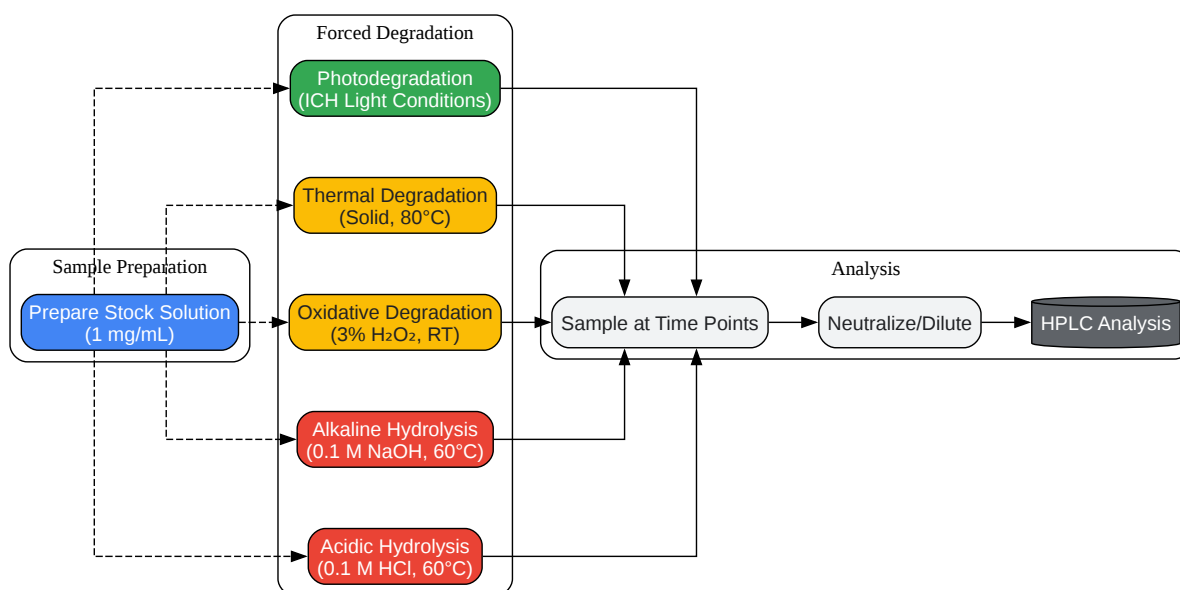 Forced Degradation
Photodegradation
(ICH Light Conditions)
Thermal Degradation
(Solid, 80°C)
Sample Preparation
Prepare Stock Solution
(1 mg/mL)
Oxidative Degradation
(3% H₂O₂, RT)
Alkaline Hydrolysis
(0.1 M NaOH, 60°C)
Acidic Hydrolysis
(0.1 M HCl, 60°C)
Analysis
Sample at Time Points
Neutralize/Dilute
HPLC Analysis